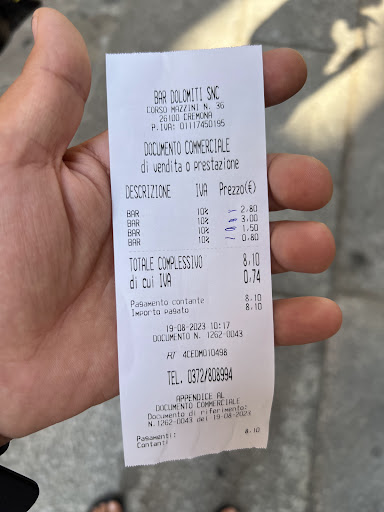 BAR DOLOMITI SNC
CORSO MAZZINI N. 36
26100 CREMONA
P.IVA: 01117450195
DOCUMENTO COMMERCIALE
di vendita o prestazione
DESCRIZIONE IVA Prezzo(€)
BAR 10% 2,80
BAR 10% 3,00
BAR 10% 1,50
BAR 10% 0,80
TOTALE COMPLESSIVO 8,10
di cui IVA 0,74
Pagamento contante 8,10
Importo pagato 8,10
19-08-2023 10:17
DOCUMENTO N. 1262-0043
RT 4CEDM010498
TEL. 0372/808994
APPENDICE AL
DOCUMENTO COMMERCIALE
Documento di riferimento:
N.1262-0043 del 19-08-2023
Pagamenti:
Contanti 8,10